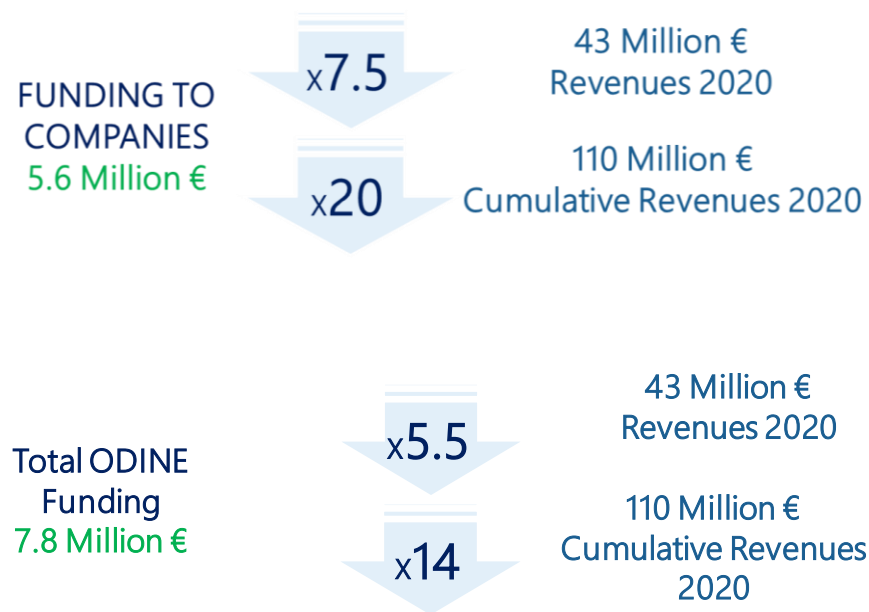 FUNDING TO
COMPANIES
5.6 Million €
x7.5
43 Million €
Revenues 2020
x20
110 Million €
Cumulative Revenues 2020
Total ODINE
Funding
7.8 Million €
x5.5
43 Million €
Revenues 2020
x14
110 Million €
Cumulative Revenues
2020